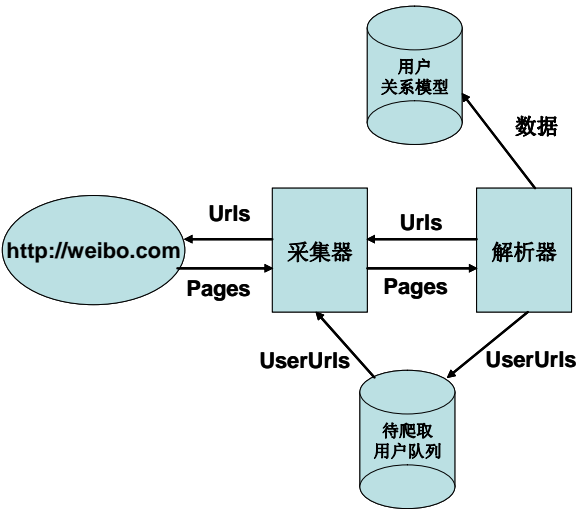 用户
关系模型
数据
Urls
Urls
http://weibo.com
采集器
解析器
Pages
Pages
UserUrls
UserUrls
待爬取
用户队列